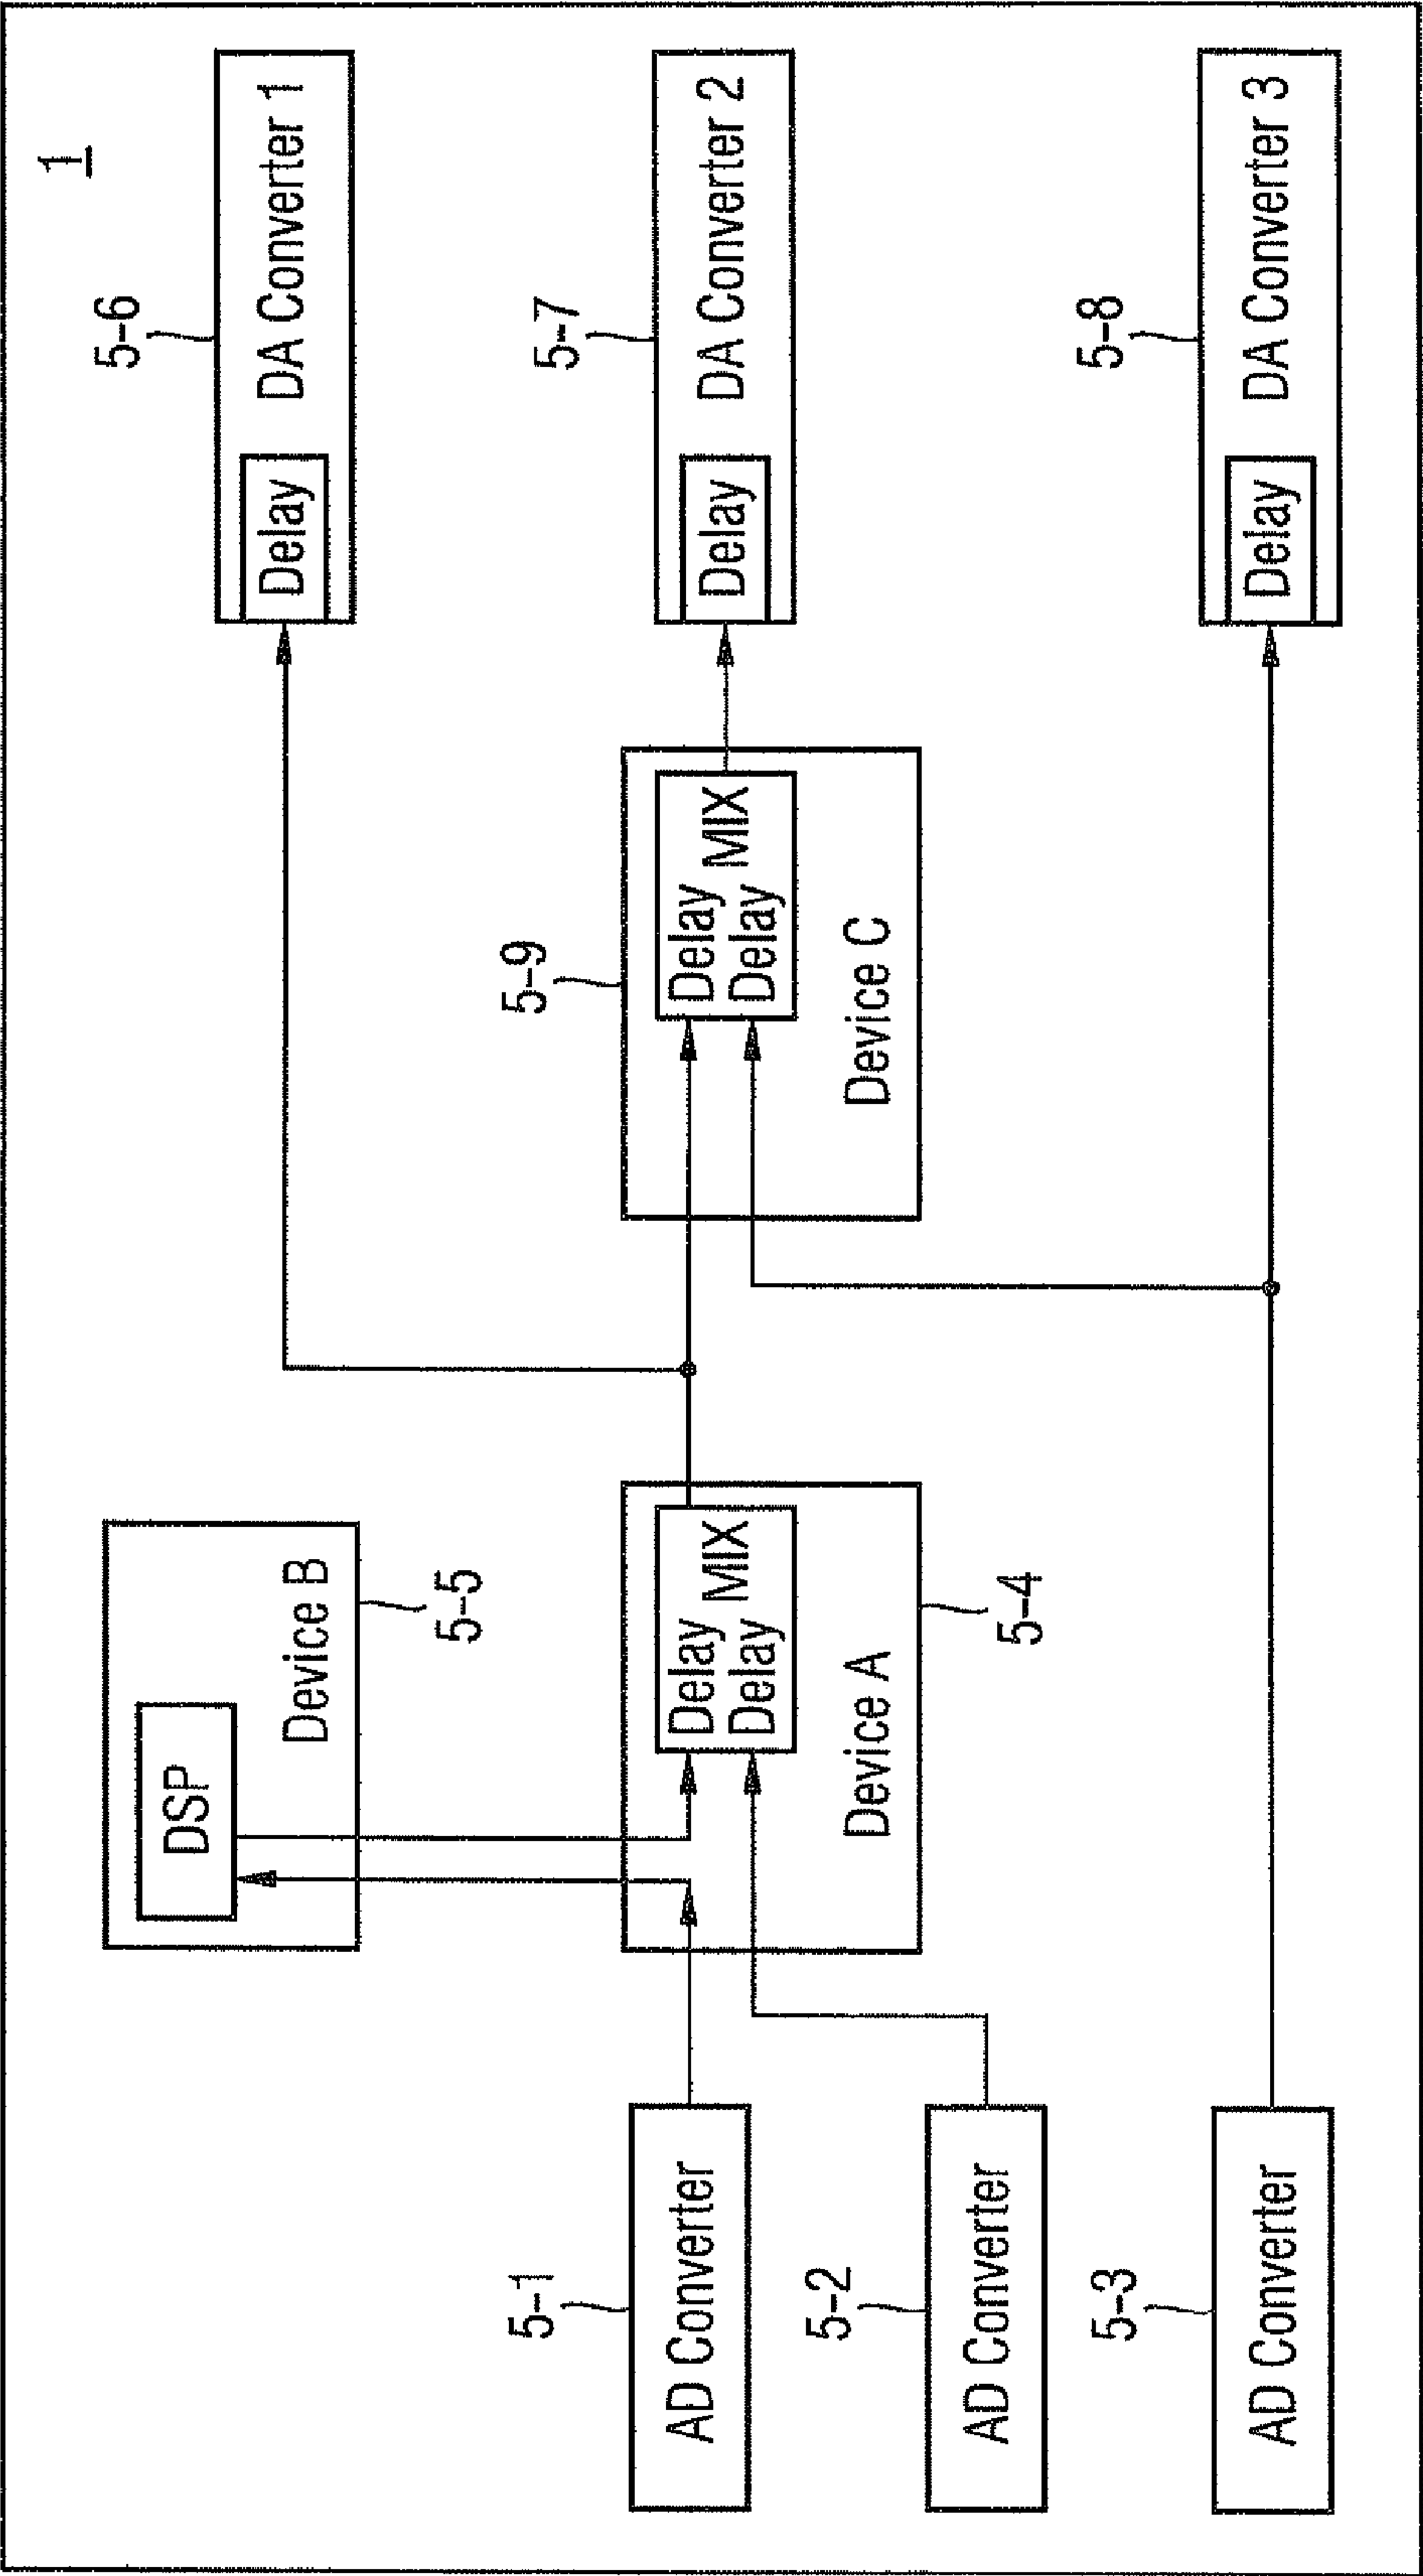 1
5-6
Delay
DA Converter 1
DSP
Device B
5-5
5-1
AD Converter
Delay
Delay
MIX
Device A
5-4
5-9
Delay
Delay
MIX
Device C
5-7
Delay
DA Converter 2
5-2
AD Converter
5-3
AD Converter
5-8
Delay
DA Converter 3